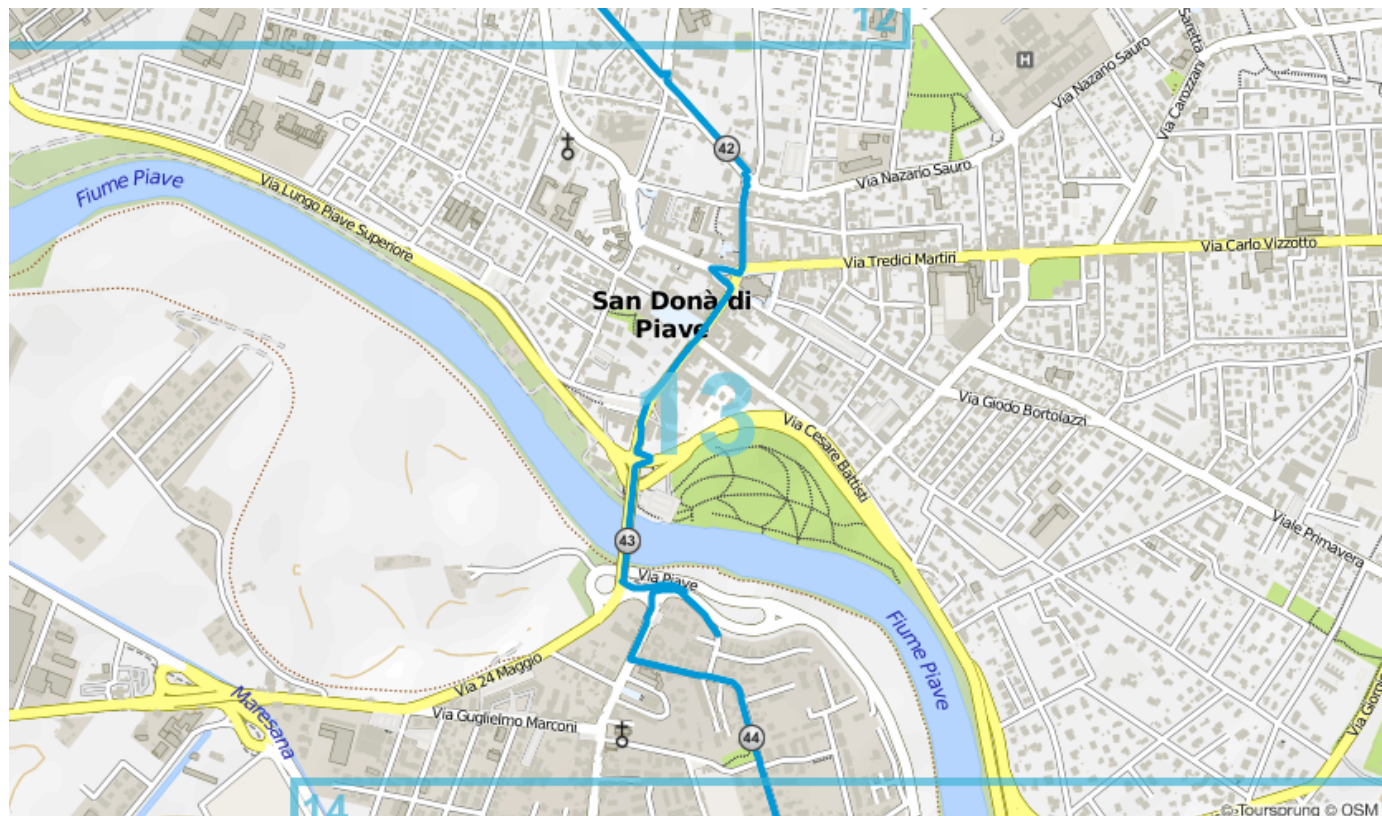 12
H
Via Nazario Sauro
Saretta
Via Carozzani
42
Via Nazario Sauro
Fiume Piave
Via Lungo Piave Superiore
Via Carlo Vizzotto
Via Tredici Martiri
San Donà di
Piave
13
Via Giodo Bortolazzi
Via Cesare Battisti
Viale Primavera
43
Via Piave
Fiume Piave
Via 24 Maggio
Maresana
Via Guglielmo Marconi
44
14
© Toursprung © OSM